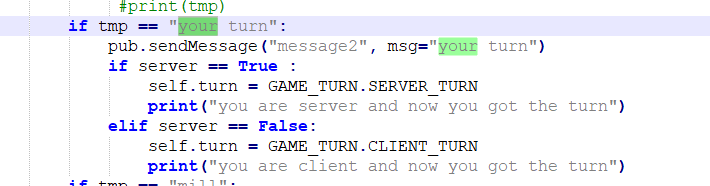 #print(tmp)
if tmp == "your turn":
pub.sendMessage("message2", msg="your turn")
if server == True :
self.turn = GAME_TURN.SERVER_TURN
print("you are server and now you got the turn")
elif server == False:
self.turn = GAME_TURN.CLIENT_TURN
print("you are client and now you got the turn")
if tmp == "mill":